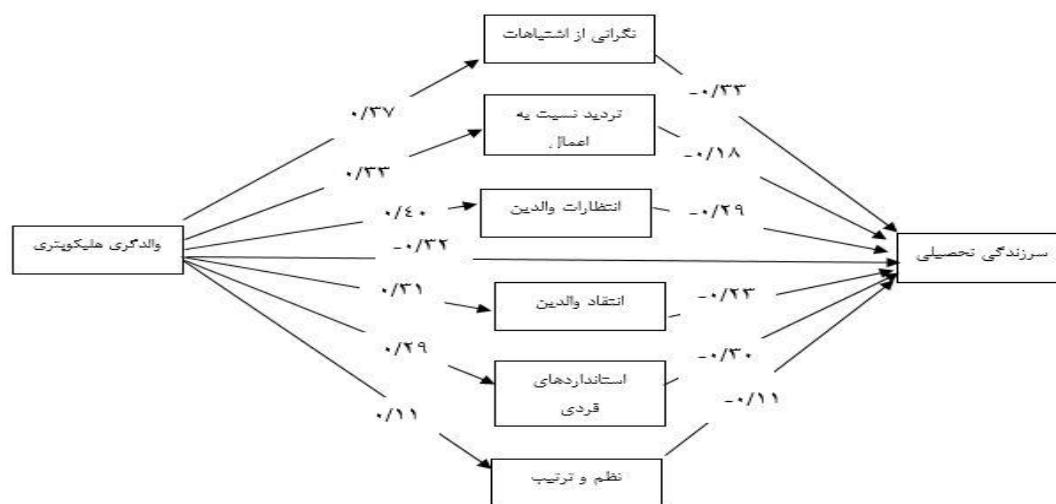 نگرانی از اشتباهات
-۰/۳۳
۰/۳۷
تردید نسبت به
اعمال
-۰/۱۸
۰/۳۳
انتظارات والدین
-۰/۲۹
۰/۴۰
والدگری هلیکوپتری
-۰/۳۲
سرزندگی تحصیلی
۰/۳۱
انتقاد والدین
-۰/۲۳
۰/۲۹
استانداردهای
فردی
-۰/۳۰
۰/۱۱
-۰/۱۱
نظم و ترتیب